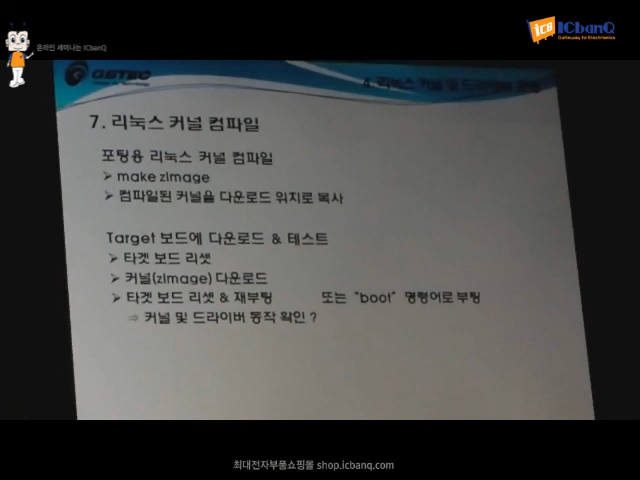 온라인 세미나는 ICbanQ
ICB
ICbanQ
Gateway to Electronics
GBTEC
4. 리눅스 커널 및 드라이버
7. 리눅스 커널 컴파일
포팅용 리눅스 커널 컴파일
➤ make zImage
➤ 컴파일된 커널을 다운로드 위치로 복사
Target 보드에 다운로드 & 테스트
➤ 타겟 보드 리셋
➤ 커널(zImage) 다운로드
➤ 타겟 보드 리셋 & 재부팅 또는 "boot" 명령어로 부팅
⇒ 커널 및 드라이버 동작 확인 ?
최대전자부품쇼핑몰 shop.icbanq.com